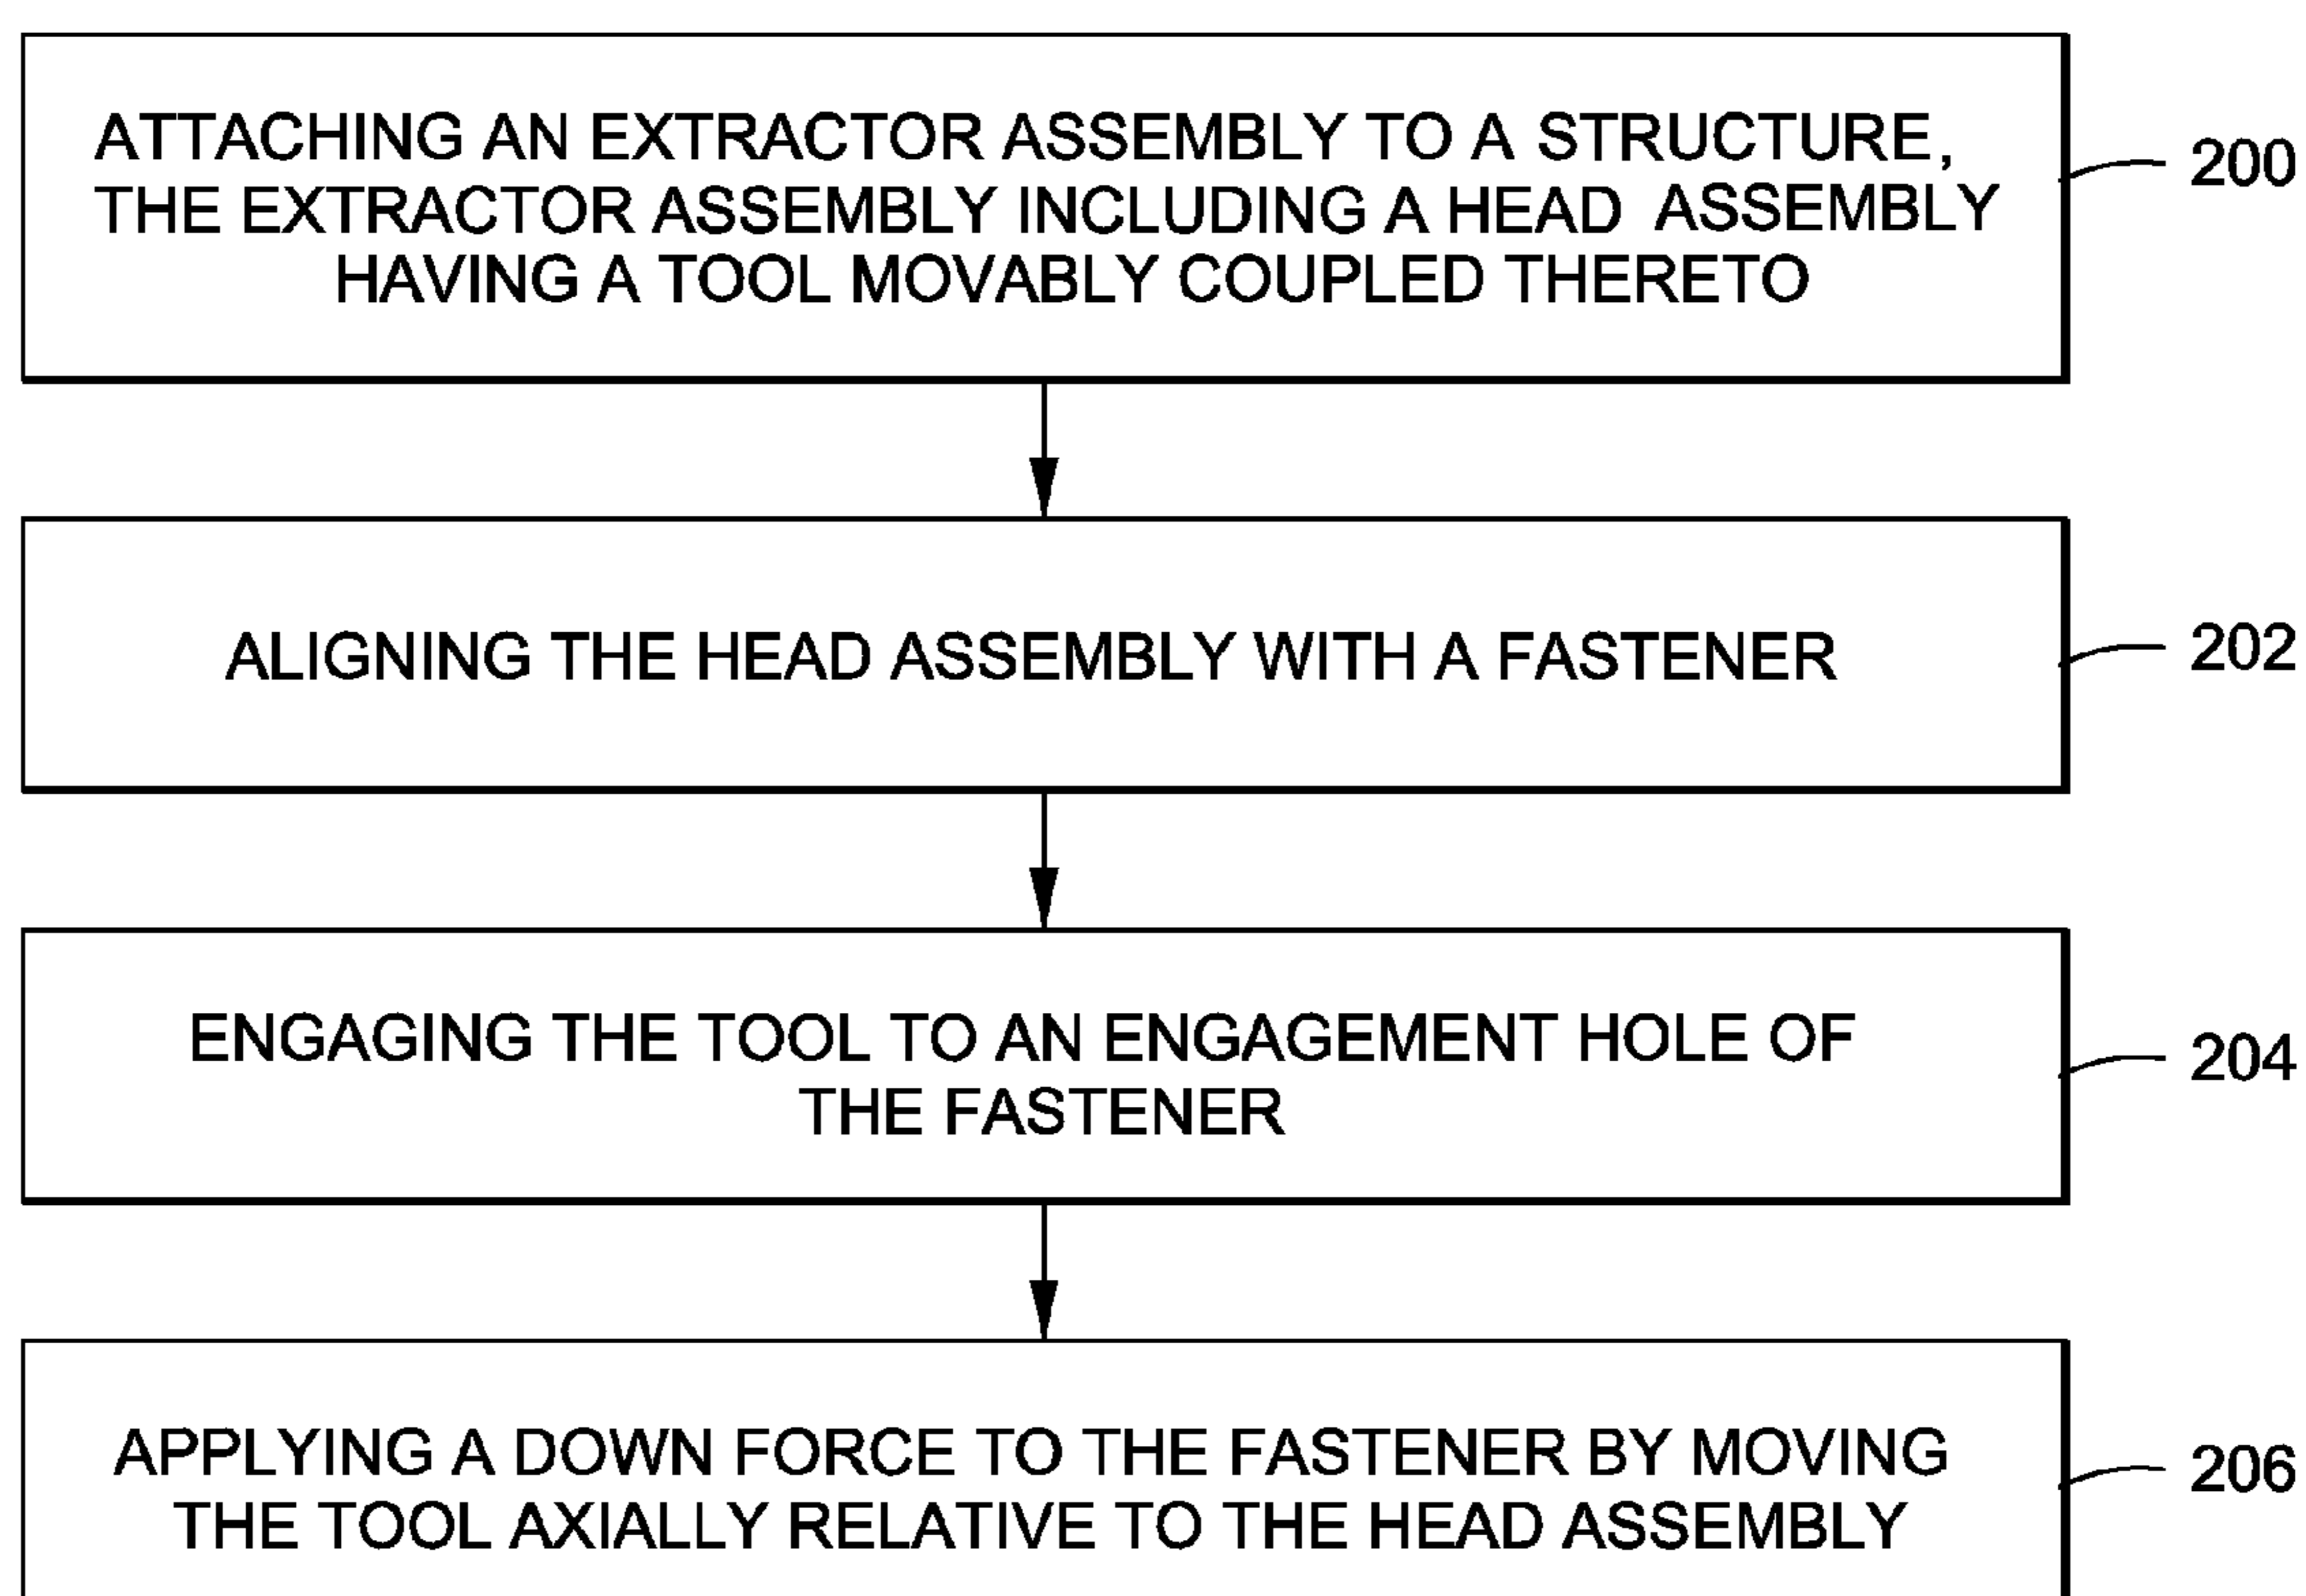 ATTACHING AN EXTRACTOR ASSEMBLY TO A STRUCTURE,
THE EXTRACTOR ASSEMBLY INCLUDING A HEAD ASSEMBLY
HAVING A TOOL MOVABLY COUPLED THERETO
200
ALIGNING THE HEAD ASSEMBLY WITH A FASTENER
202
ENGAGING THE TOOL TO AN ENGAGEMENT HOLE OF
THE FASTENER
204
APPLYING A DOWN FORCE TO THE FASTENER BY MOVING
THE TOOL AXIALLY RELATIVE TO THE HEAD ASSEMBLY
206